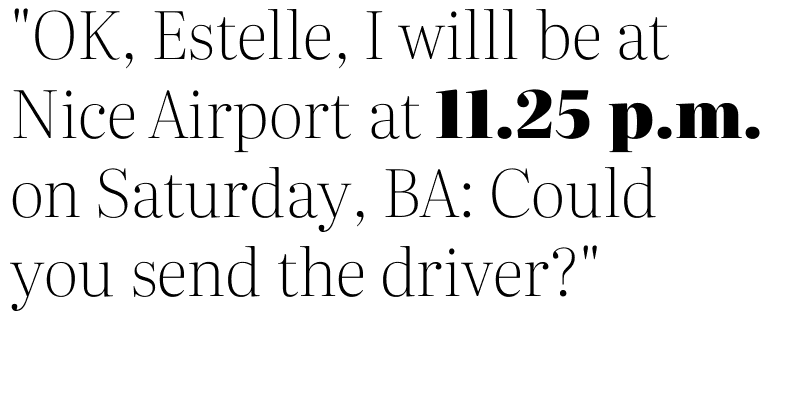 "OK, Estelle, I willl be at
Nice Airport at 11.25 p.m.
on Saturday, BA: Could
you send the driver?"